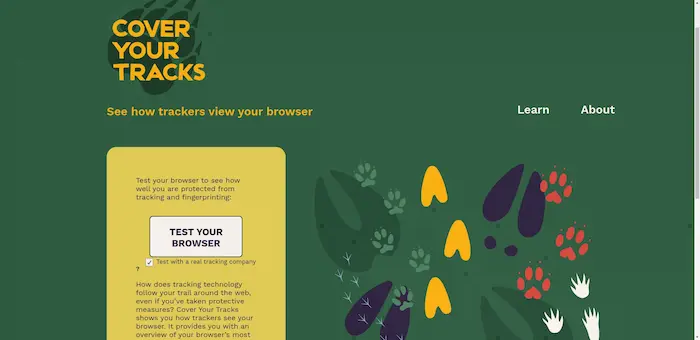 COVER
YOUR
TRACKS
See how trackers view your browser
Learn
About
Test your browser to see how
well you are protected from
tracking and fingerprinting:
TEST YOUR
BROWSER
Test with a real tracking company
?
How does tracking technology
follow your trail around the web,
even if you've taken protective
measures? Cover Your Tracks
shows you how trackers see your
browser. It provides you with an
overview of your browser's most